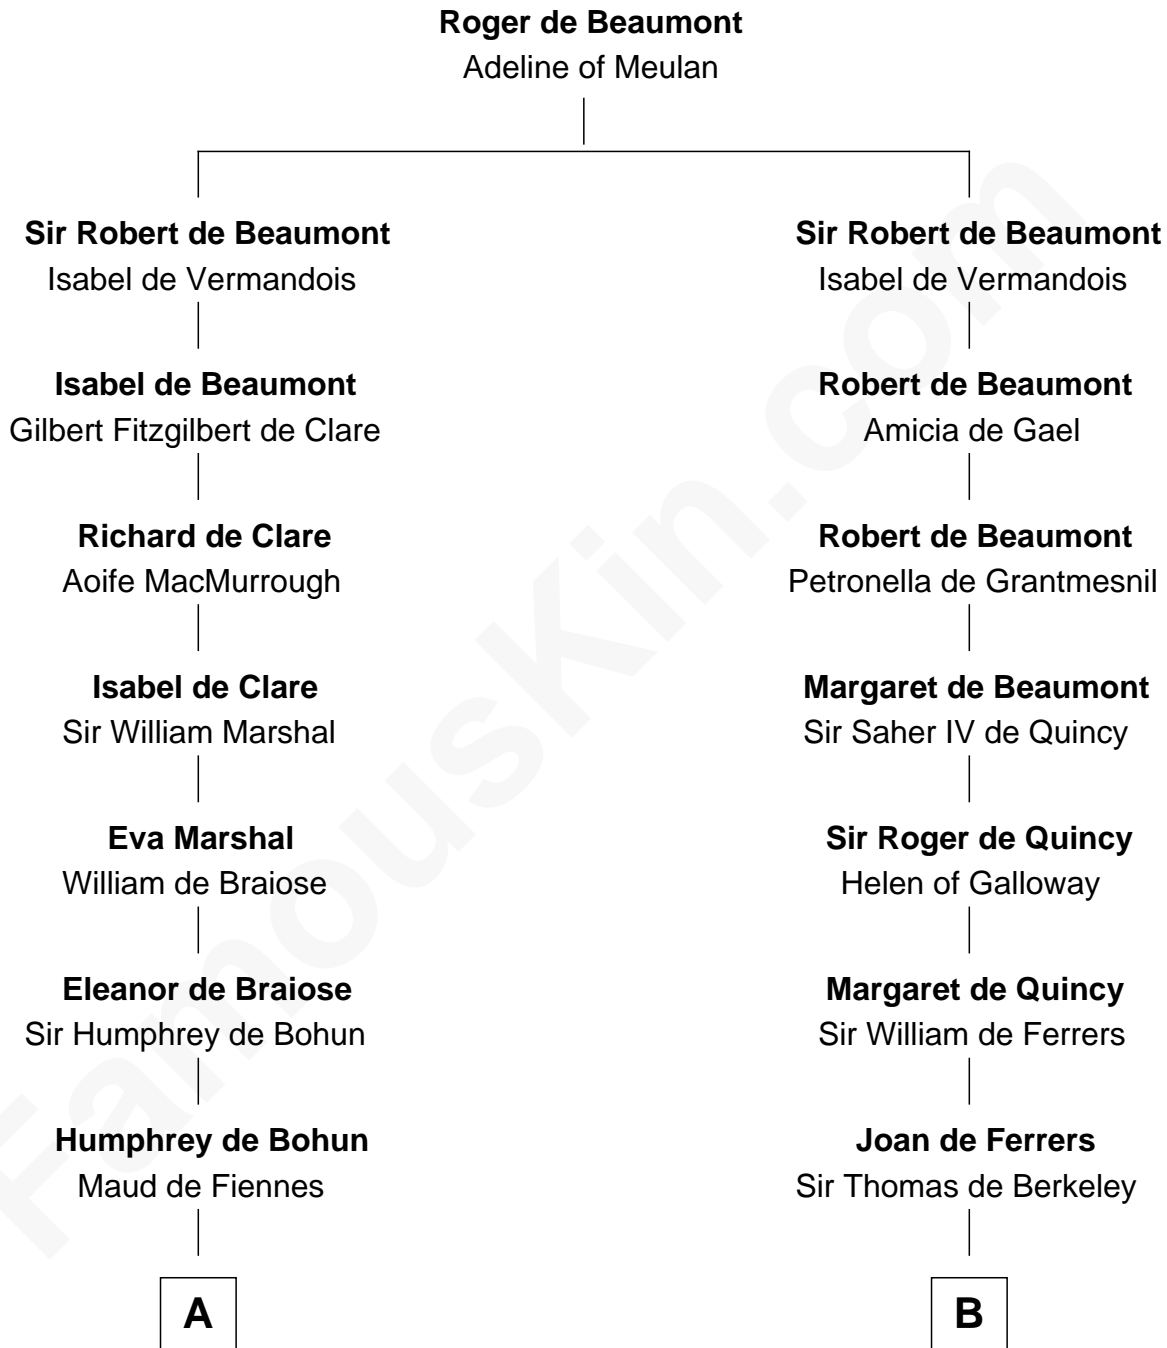 Roger de Beaumont
Adeline of Meulan
Sir Robert de Beaumont
Isabel de Vermandois
Isabel de Beaumont
Gilbert Fitzgilbert de Clare
Richard de Clare
Aoife MacMurrough
Isabel de Clare
Sir William Marshal
Eva Marshal
William de Braiose
Eleanor de Braiose
Sir Humphrey de Bohun
Humphrey de Bohun
Maud de Fiennes
A
Sir Robert de Beaumont
Isabel de Vermandois
Robert de Beaumont
Amicia de Gael
Robert de Beaumont
Petronella de Grantmesnil
Margaret de Beaumont
Sir Saher IV de Quincy
Sir Roger de Quincy
Helen of Galloway
Margaret de Quincy
Sir William de Ferrers
Joan de Ferrers
Sir Thomas de Berkeley
B
FamousKin.com